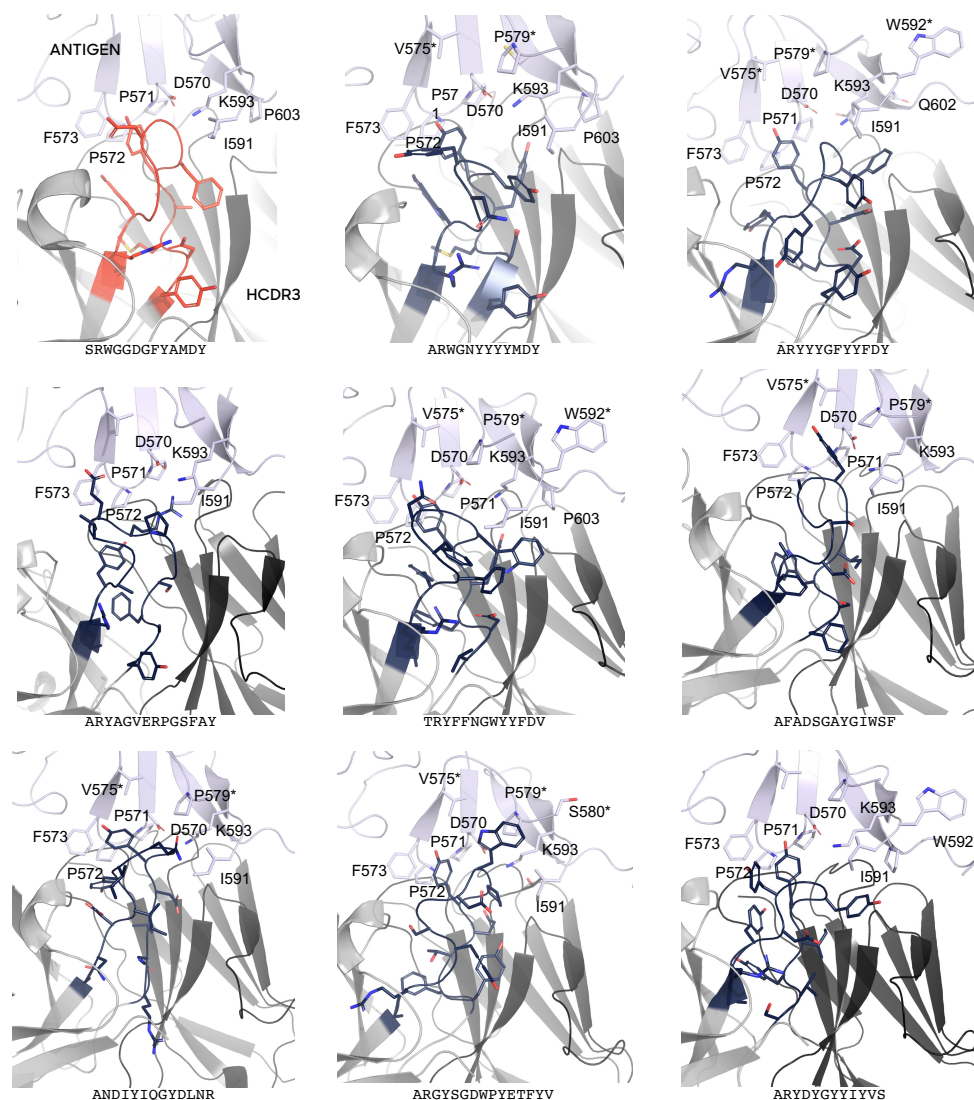 ANTIGEN
D570
P571
K593
P603
F573
I591
P572
HCDR3
SRWGGDGFYAMDY
V575*
P579*
P57
1
D570
K593
F573
P572
I591
P603
ARWGNYYYYMDY
W592*
P579*
V575*
K593
D570
Q602
P571
I591
F573
P572
ARYYYGFYYFDY
D570
K593
P571
F573
I591
P572
ARYAGVERPGSFAY
V575*
P579*
W592*
D570
K593
F573
P571
I591
P603
P572
TRYFFNGWYYFDV
V575*
P579*
D570
K593
F573
P571
P572
I591
AFADSGAYGIWSF
V575*
P579*
P571
D570
K593
F573
P572
I591
ANDIYIQGYDLNR
V575*
P579*
S580*
D570
P571
K593
F573
P572
I591
ARGYSGDWPYETFYV
D570
K593
P571
F573
W592*
P572
I591
ARYDYGYYIYVS